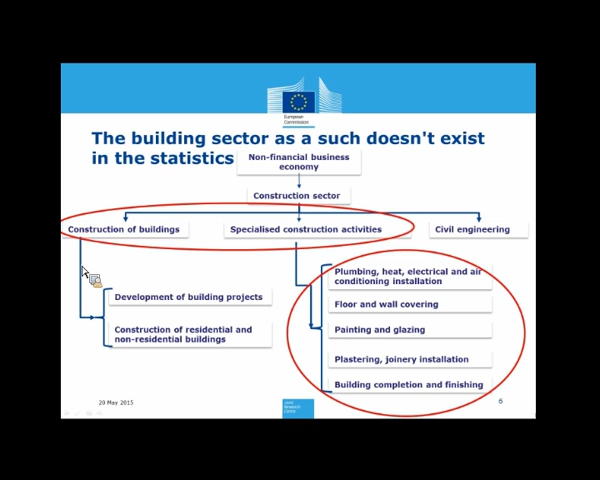 European
Commission
The building sector as a such doesn't exist
in the statistics
Non-financial business
economy
Construction sector
Construction of buildings
Specialised construction activities
Civil engineering
Plumbing, heat, electrical and air
conditioning installation
Development of building projects
Floor and wall covering
Construction of residential and
non-residential buildings
Painting and glazing
Plastering, joinery installation
Building completion and finishing
20 May 2015
Joint
Research
Centre
6